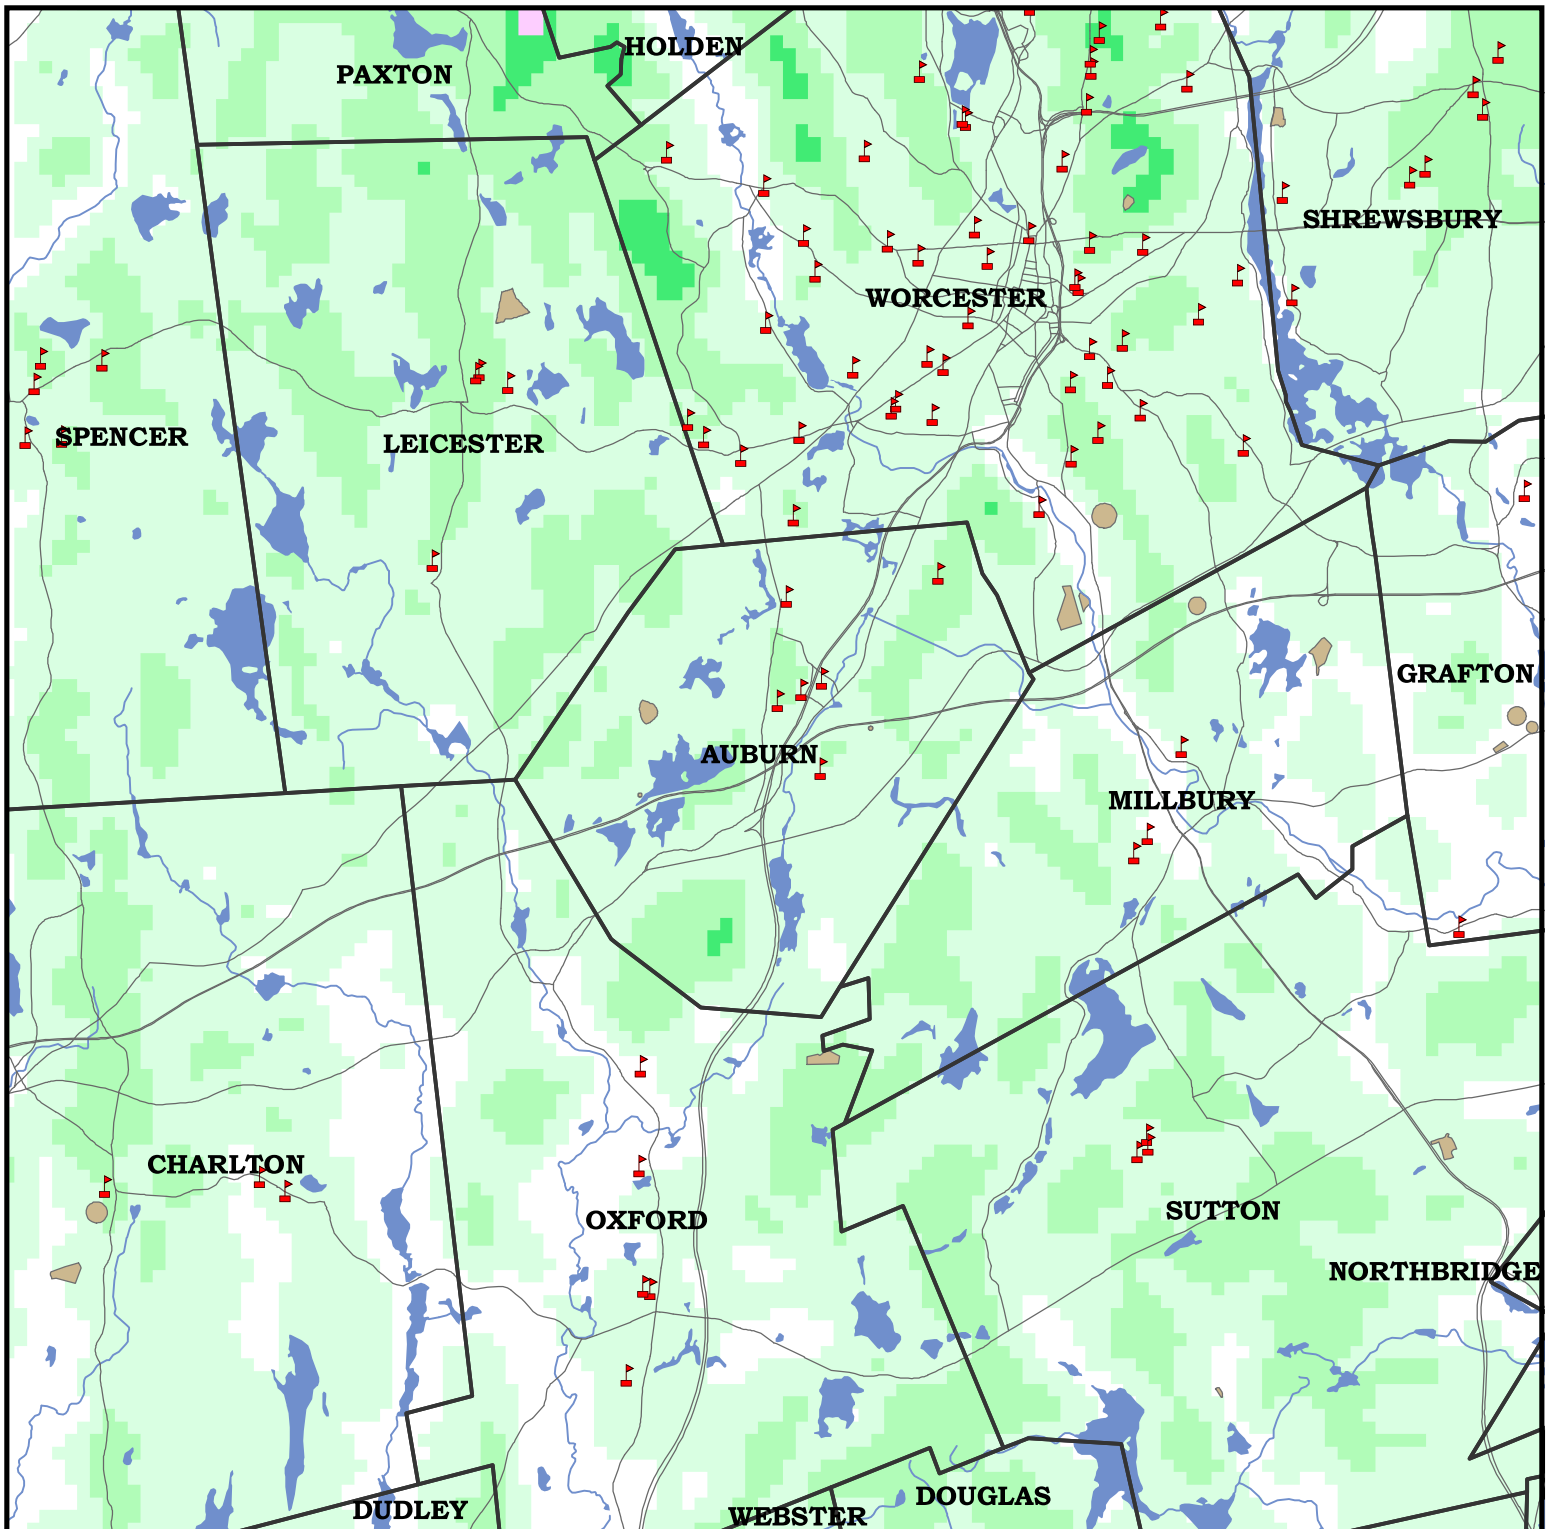 HOLDEN
PAXTON
SHREWSBURY
WORCESTER
SPENCER
LEICESTER
GRAFTON
AUBURN
MILLBURY
CHARLTON
SUTTON
OXFORD
NORTHBRIDGE
DOUGLAS
DUDLEY
WEBSTER